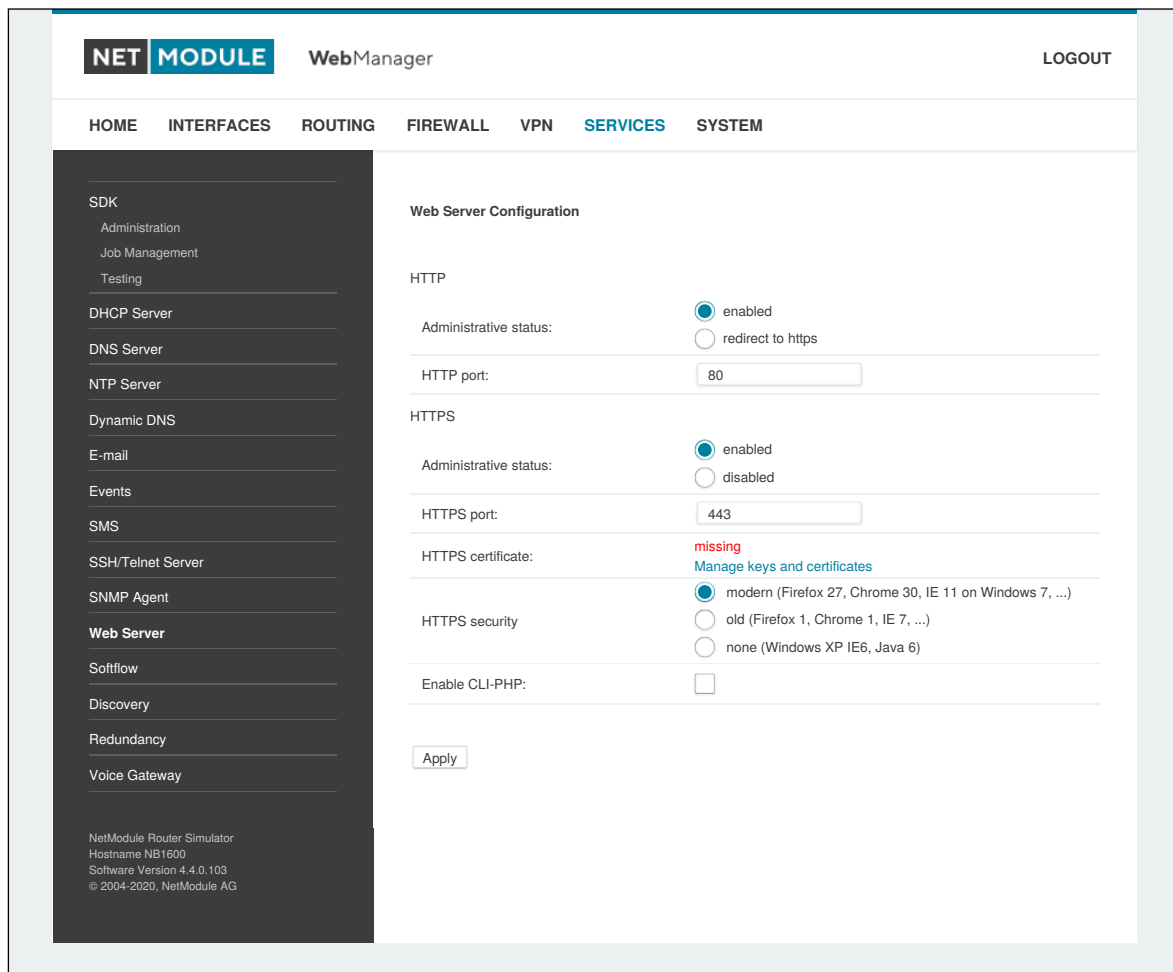 NET MODULE WebManager LOGOUT
HOME INTERFACES ROUTING FIREWALL VPN SERVICES SYSTEM
SDK
Administration
Job Management
Testing
DHCP Server
DNS Server
NTP Server
Dynamic DNS
E-mail
Events
SMS
SSH/Telnet Server
SNMP Agent
Web Server
Softflow
Discovery
Redundancy
Voice Gateway
NetModule Router Simulator
Hostname NB1600
Software Version 4.4.0.103
© 2004-2020, NetModule AG
Web Server Configuration
HTTP
Administrative status:
enabled
redirect to https
HTTP port: 80
HTTPS
Administrative status:
enabled
disabled
HTTPS port: 443
HTTPS certificate:
missing
Manage keys and certificates
HTTPS security
modern (Firefox 27, Chrome 30, IE 11 on Windows 7, ...)
old (Firefox 1, Chrome 1, IE 7, ...)
none (Windows XP IE6, Java 6)
Enable CLI-PHP:
Apply